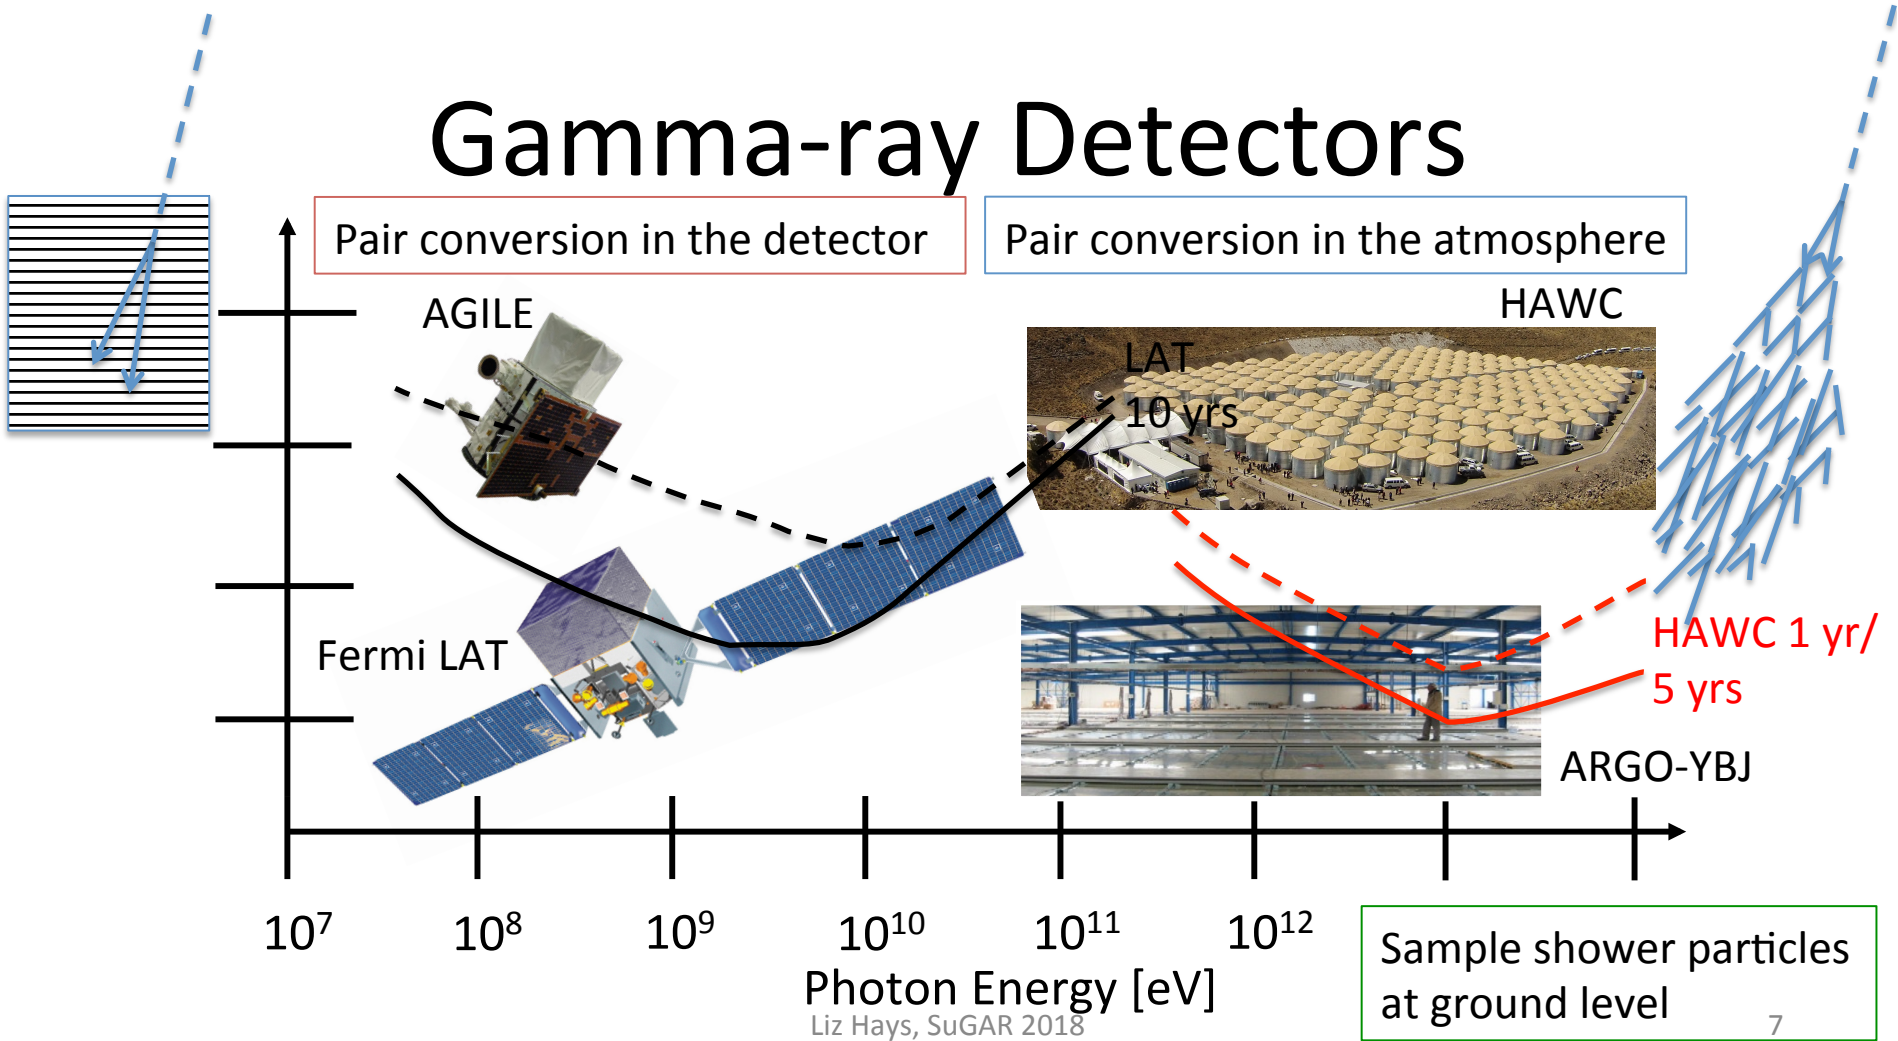 Gamma-ray Detectors
Pair conversion in the detector
Pair conversion in the atmosphere
AGILE
HAWC
LAT
10 yrs
Fermi LAT
HAWC 1 yr/
5 yrs
ARGO-YBJ
10⁷ 10⁸ 10⁹ 10¹⁰ 10¹¹ 10¹²
Photon Energy [eV]
Sample shower particles
at ground level
Liz Hays, SuGAR 2018
7